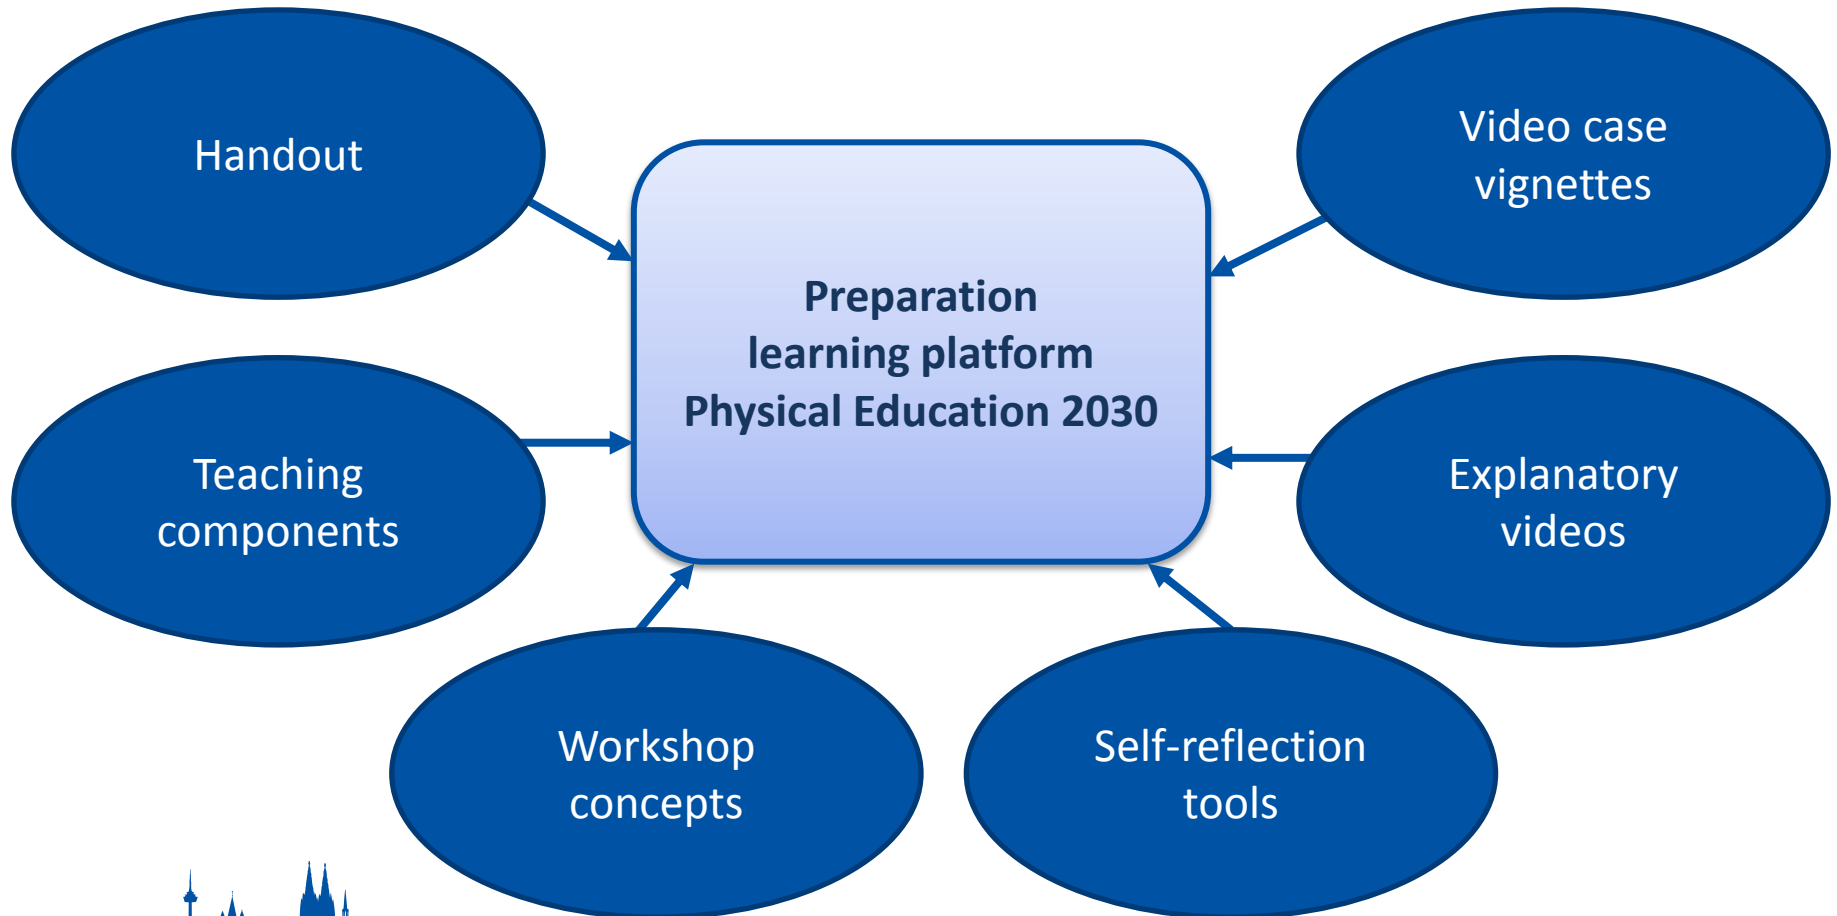 Handout
Video case
vignettes
Preparation
learning platform
Physical Education 2030
Teaching
components
Explanatory
videos
Workshop
concepts
Self-reflection
tools